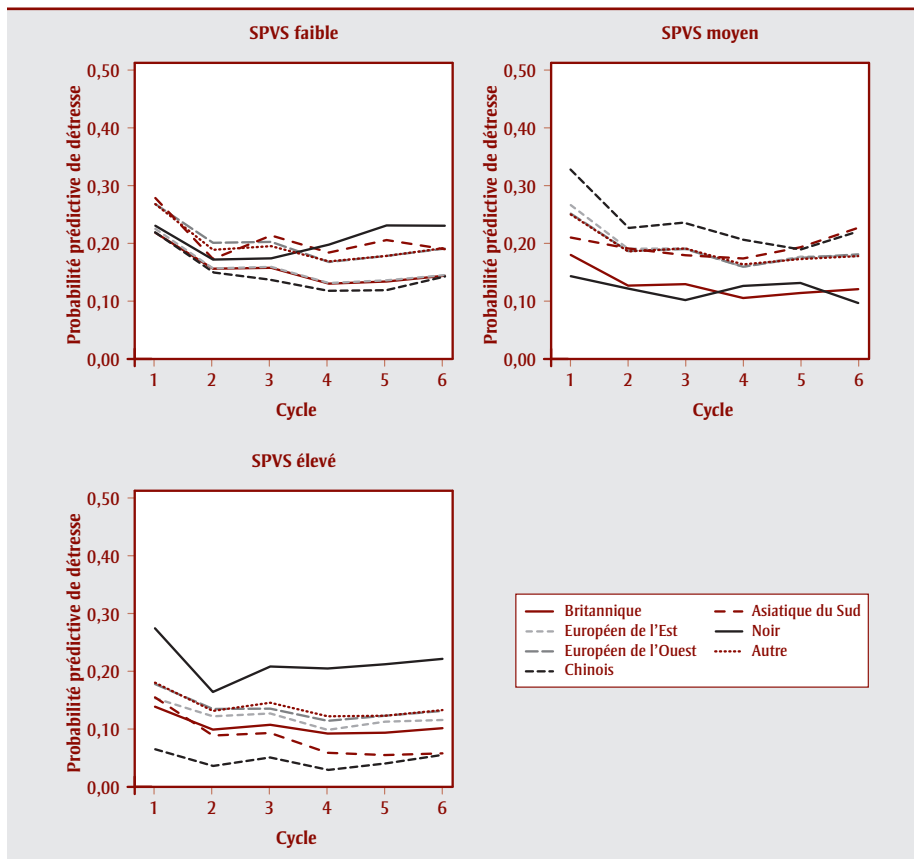 SPVS faible
Probabilité prédictive de détresse
0,50
0,40
0,30
0,20
0,10
0,00
1 2 3 4 5 6
Cycle
SPVS moyen
Probabilité prédictive de détresse
0,50
0,40
0,30
0,20
0,10
0,00
1 2 3 4 5 6
Cycle
SPVS élevé
Probabilité prédictive de détresse
0,50
0,40
0,30
0,20
0,10
0,00
1 2 3 4 5 6
Cycle
Britannique
Européen de l'Est
Européen de l'Ouest
Chinois
Asiatique du Sud
Noir
Autre